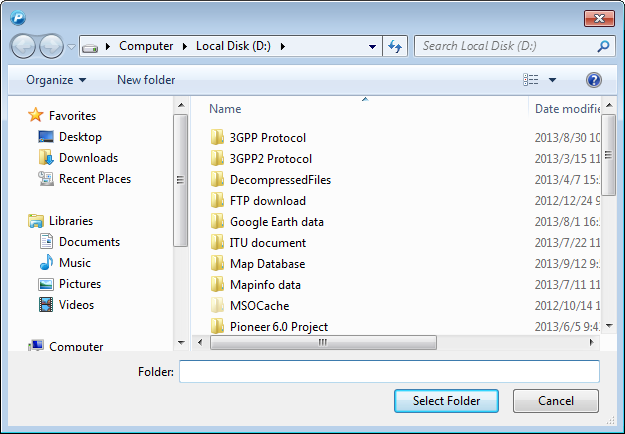 Computer ▸ Local Disk (D:) ▸
Search Local Disk (D:)
Organize
New folder
Name
Date modifie
Favorites
Desktop
Downloads
Recent Places
Libraries
Documents
Music
Pictures
Videos
Computer
3GPP Protocol 2013/8/30 10
3GPP2 Protocol 2013/3/15 11
DecompressedFiles 2013/4/7 15:
FTP download 2012/12/24 9
Google Earth data 2013/8/1 16:
ITU document 2013/7/22 11
Map Database 2013/9/12 9:
Mapinfo data 2013/7/11 11
MSOCache 2012/10/14 1
Pioneer 6.0 Project 2013/6/5 9:4
Folder:
Select Folder
Cancel